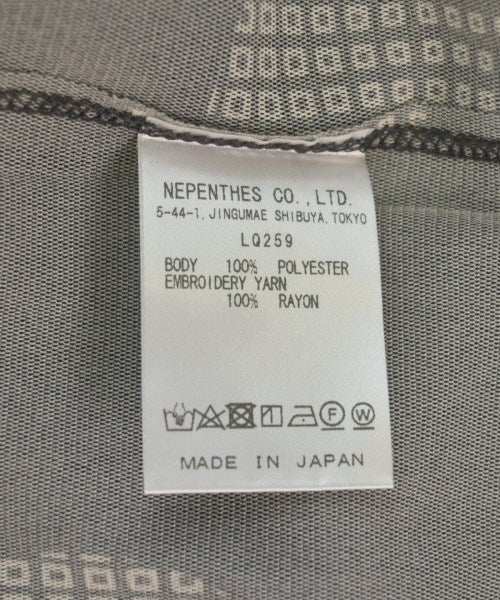 NEPENTHES CO.,LTD.
5-44-1, JINGUMAE SHIBUYA, TOKYO
LQ259
BODY 100% POLYESTER
EMBROIDERY YARN
100% RAYON
F W
MADE IN JAPAN